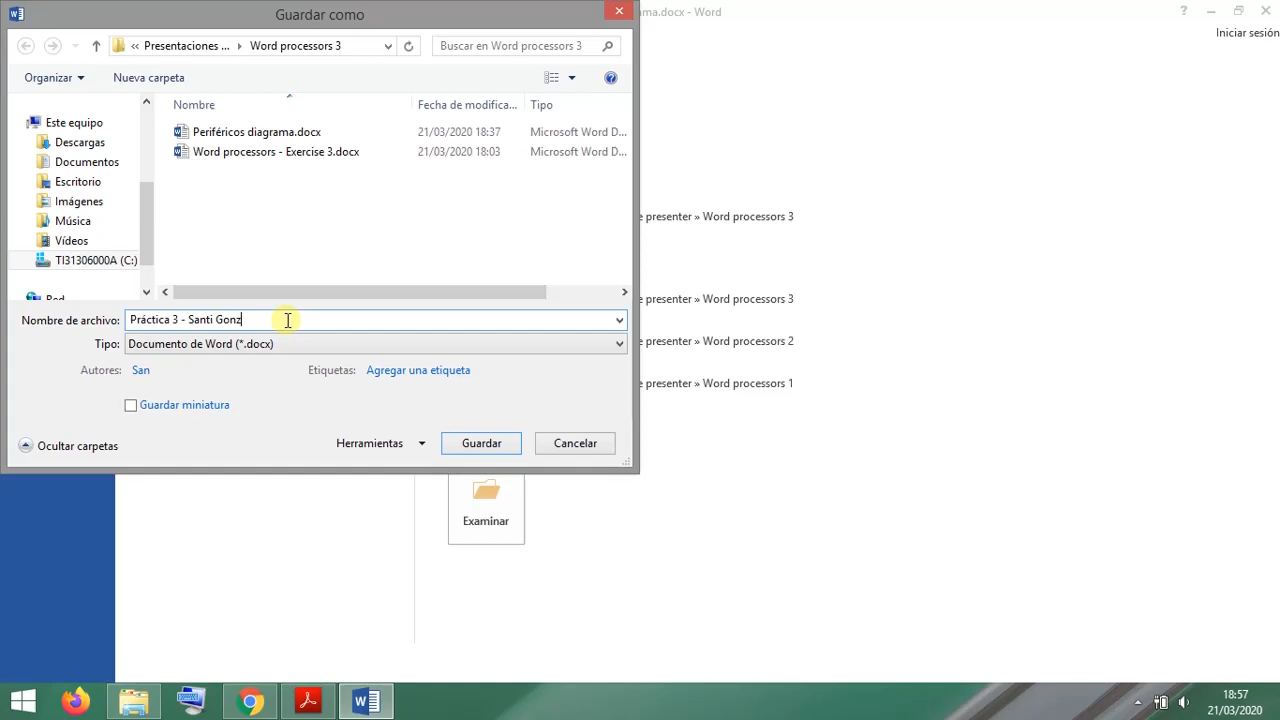 Guardar como
ma.docx - Word
Iniciar sesión
« Presentaciones ... Word processors 3
Buscar en Word processors 3
Organizar
Nueva carpeta
Nombre
Fecha de modifica...
Tipo
Este equipo
Descargas
Documentos
Escritorio
Imágenes
Música
Vídeos
TI31306000A (C:)
Red
Periféricos diagrama.docx
21/03/2020 18:37
Microsoft Word D...
Word processors - Exercise 3.docx
21/03/2020 18:03
Microsoft Word D...
e presenter » Word processors 3
e presenter » Word processors 3
e presenter » Word processors 2
e presenter » Word processors 1
Nombre de archivo: Práctica 3 - Santi Gonz
Tipo: Documento de Word (*.docx)
Autores: San
Etiquetas: Agregar una etiqueta
Guardar miniatura
Ocultar carpetas
Herramientas
Guardar
Cancelar
Examinar
18:57
21/03/2020